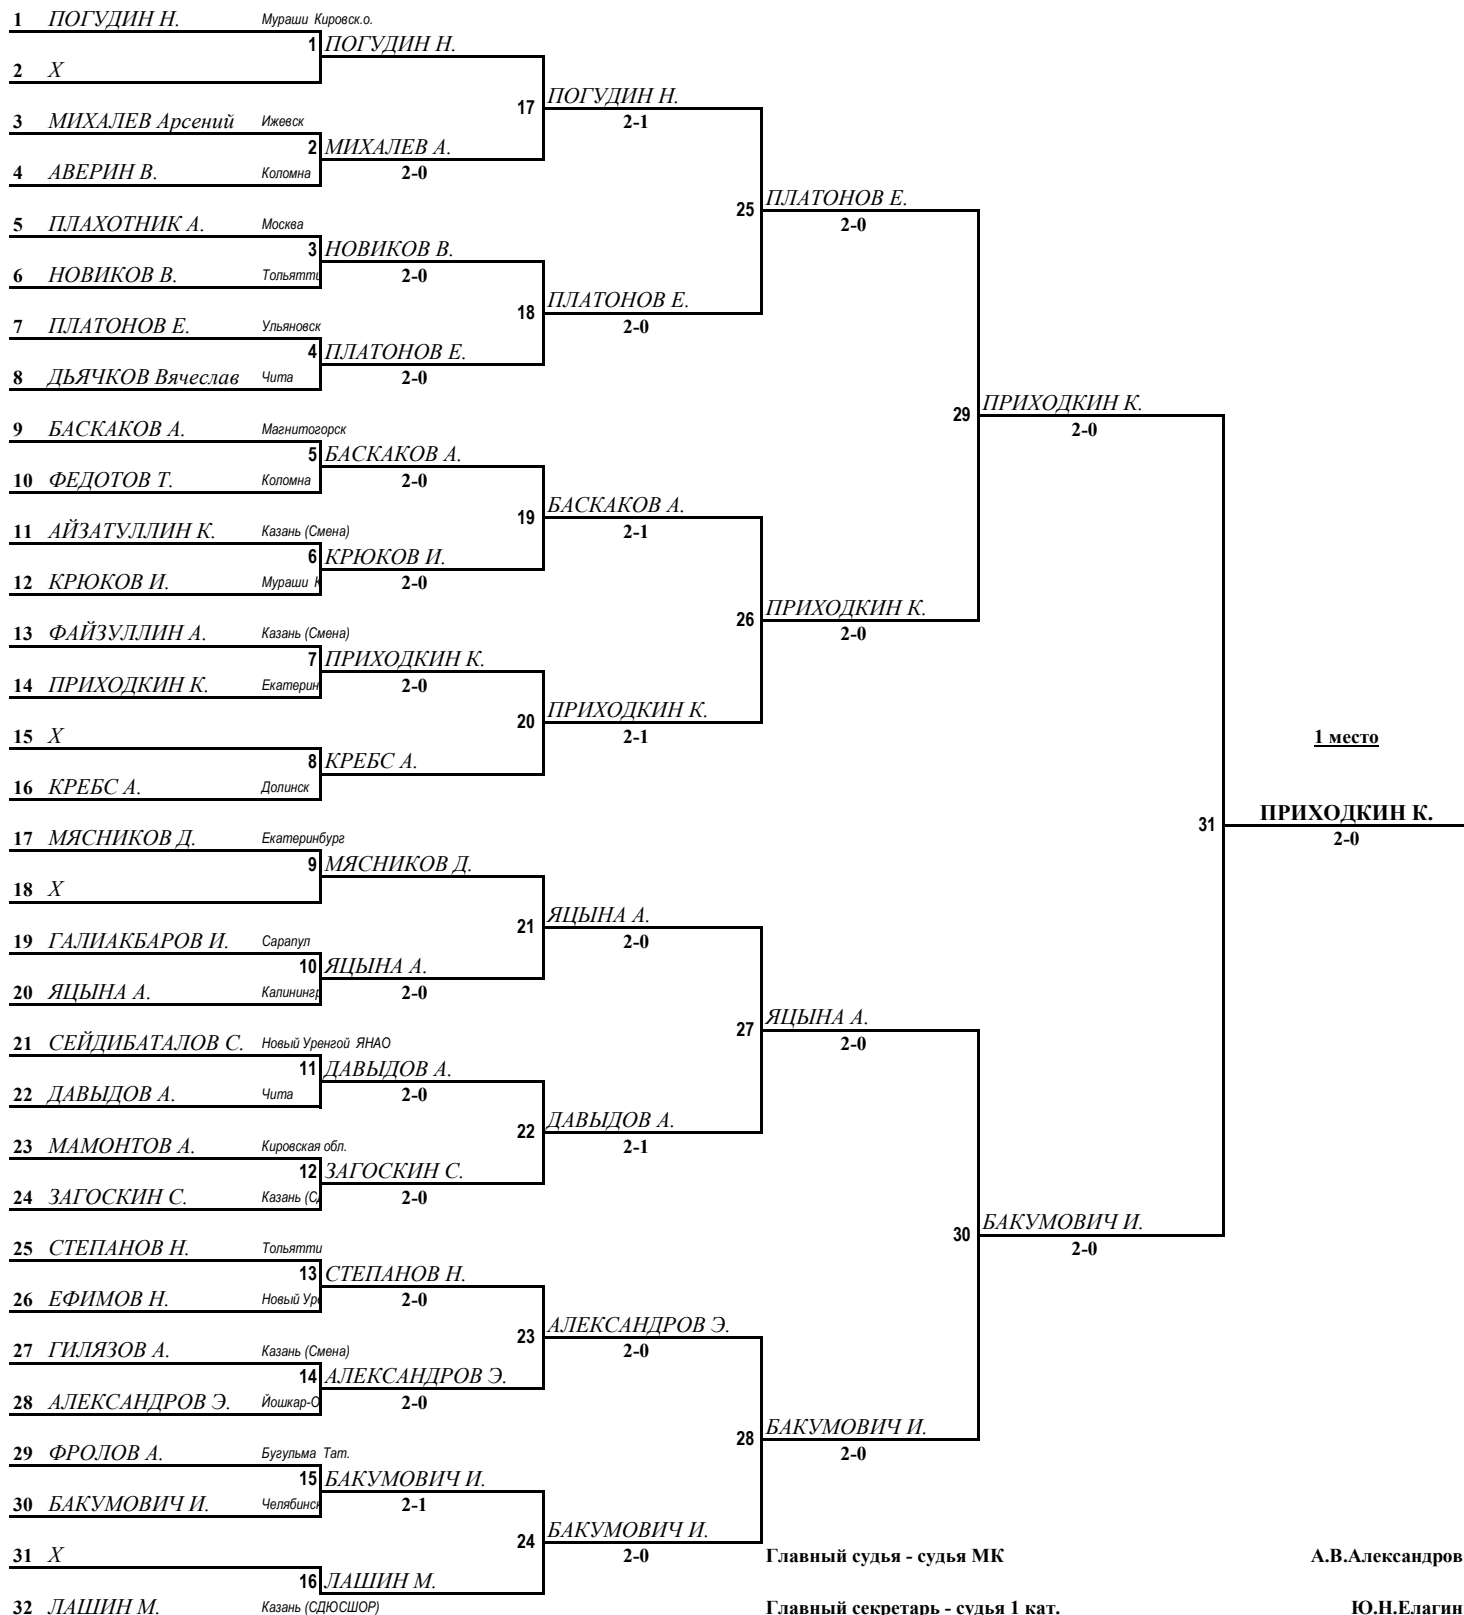 1 ПОГУДИН Н. Мураши Кировск.о.
1 ПОГУДИН Н.
2 X
17 ПОГУДИН Н.
2-1
3 МИХАЛЕВ Арсений Ижевск
2 МИХАЛЕВ А.
4 АВЕРИН В. Коломна 2-0
25 ПЛАТОНОВ Е.
2-0
5 ПЛАХОТНИК А. Москва
3 НОВИКОВ В.
6 НОВИКОВ В. Тольятти 2-0
18 ПЛАТОНОВ Е.
2-0
7 ПЛАТОНОВ Е. Ульяновск
4 ПЛАТОНОВ Е.
8 ДЬЯЧКОВ Вячеслав Чита 2-0
29 ПРИХОДКИН К.
2-0
9 БАСКАКОВ А. Магнитогорск
5 БАСКАКОВ А.
10 ФЕДОТОВ Т. Коломна 2-0
19 БАСКАКОВ А.
2-1
11 АЙЗАТУЛЛИН К. Казань (Смена)
6 КРЮКОВ И.
12 КРЮКОВ И. Мураши К 2-0
26 ПРИХОДКИН К.
2-0
13 ФАЙЗУЛЛИН А. Казань (Смена)
7 ПРИХОДКИН К.
14 ПРИХОДКИН К. Екатерин 2-0
20 ПРИХОДКИН К.
2-1
15 X
1 место
8 КРЕБС А.
16 КРЕБС А. Долинск
31 ПРИХОДКИН К.
2-0
17 МЯСНИКОВ Д. Екатеринбург
9 МЯСНИКОВ Д.
18 X
21 ЯЦЫНА А.
2-0
19 ГАЛИАКБАРОВ И. Сарапул
10 ЯЦЫНА А.
20 ЯЦЫНА А. Калинингр 2-0
27 ЯЦЫНА А.
2-0
21 СЕЙДИБАТАЛОВ С. Новый Уренгой ЯНАО
11 ДАВЫДОВ А.
22 ДАВЫДОВ А. Чита 2-0
22 ДАВЫДОВ А.
2-1
23 МАМОНТОВ А. Кировская обл.
12 ЗАГОСКИН С.
24 ЗАГОСКИН С. Казань (СД 2-0
30 БАКУМОВИЧ И.
2-0
25 СТЕПАНОВ Н. Тольятти
13 СТЕПАНОВ Н.
26 ЕФИМОВ Н. Новый Уре 2-0
23 АЛЕКСАНДРОВ Э.
2-0
27 ГИЛЯЗОВ А. Казань (Смена)
14 АЛЕКСАНДРОВ Э.
28 АЛЕКСАНДРОВ Э. Йошкар-О 2-0
28 БАКУМОВИЧ И.
2-0
29 ФРОЛОВ А. Бугульма Тат.
15 БАКУМОВИЧ И.
30 БАКУМОВИЧ И. Челябинск 2-1
24 БАКУМОВИЧ И.
2-0
31 X
Главный судья - судья МК А.В.Александров
16 ЛАШИН М.
32 ЛАШИН М. Казань (СДЮСШОР)
Главный секретарь - судья 1 кат. Ю.Н.Елагин